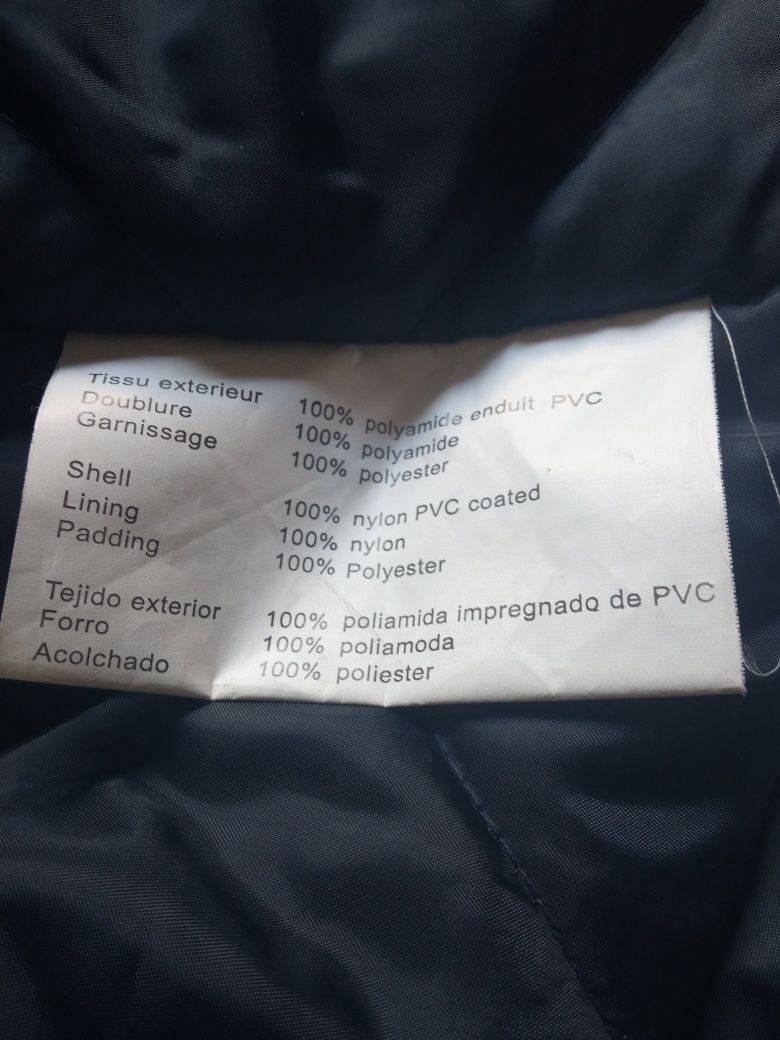 Tissu exterieur 100% polyamide enduit PVC
Doublure 100% polyamide
Garnissage 100% polyester
Shell 100% nylon PVC coated
Lining 100% nylon
Padding 100% Polyester
Tejido exterior 100% poliamida impregnado de PVC
Forro 100% poliamoda
Acolchado 100% poliester